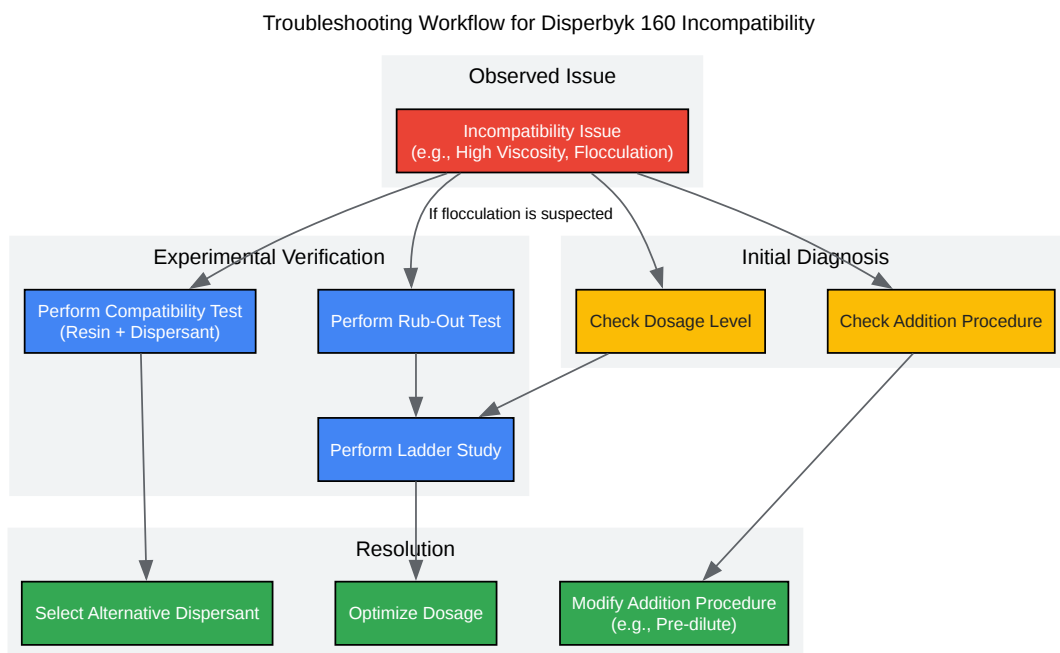 Troubleshooting Workflow for Disperbyk 160 Incompatibility
Observed Issue
Incompatibility Issue
(e.g., High Viscosity, Flocculation)
If flocculation is suspected
Experimental Verification
Initial Diagnosis
Perform Compatibility Test
(Resin + Dispersant)
Perform Rub-Out Test
Check Dosage Level
Check Addition Procedure
Perform Ladder Study
Resolution
Select Alternative Dispersant
Optimize Dosage
Modify Addition Procedure
(e.g., Pre-dilute)